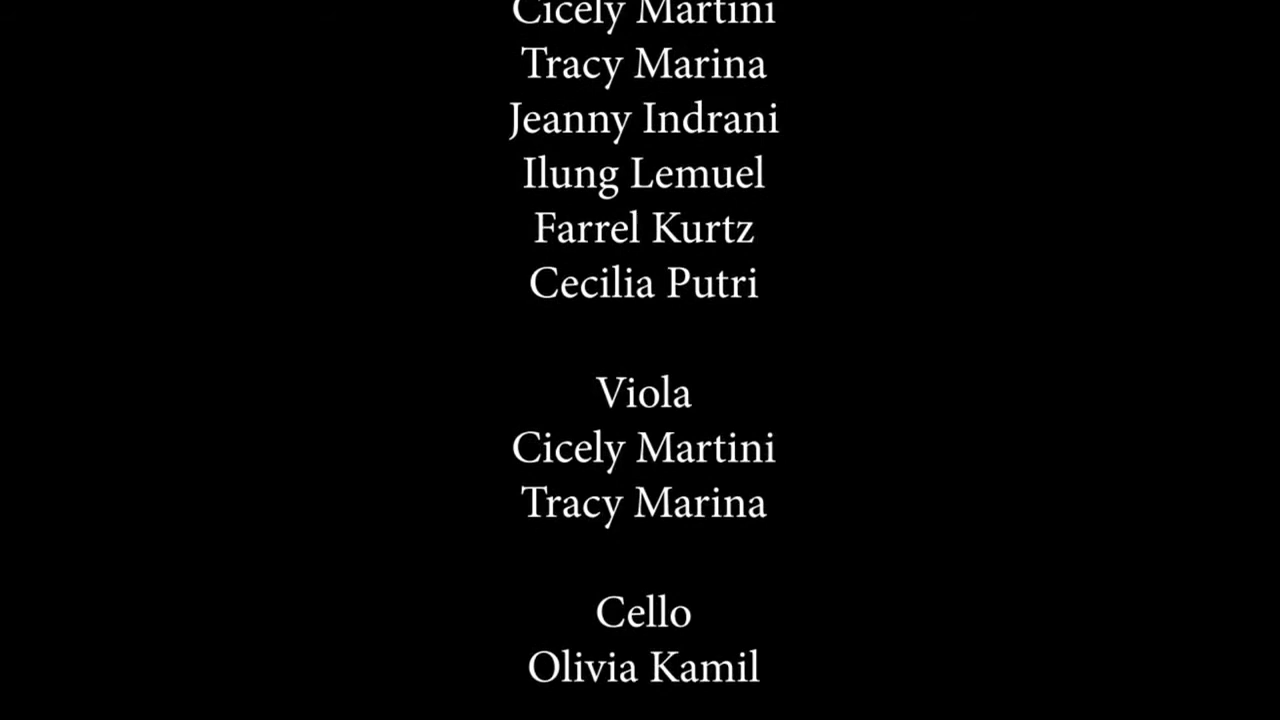 Cicely Martini
Tracy Marina
Jeanny Indrani
Ilung Lemuel
Farrel Kurtz
Cecilia Putri
Viola
Cicely Martini
Tracy Marina
Cello
Olivia Kamil